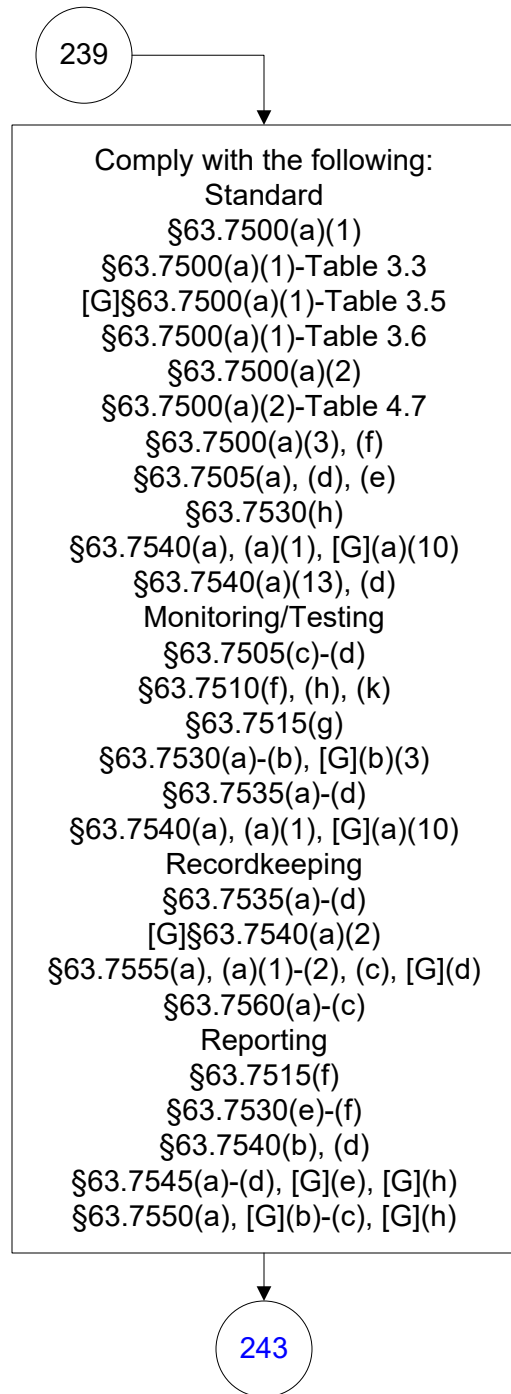 239
Comply with the following:
Standard
§63.7500(a)(1)
§63.7500(a)(1)-Table 3.3
[G]§63.7500(a)(1)-Table 3.5
§63.7500(a)(1)-Table 3.6
§63.7500(a)(2)
§63.7500(a)(2)-Table 4.7
§63.7500(a)(3), (f)
§63.7505(a), (d), (e)
§63.7530(h)
§63.7540(a), (a)(1), [G](a)(10)
§63.7540(a)(13), (d)
Monitoring/Testing
§63.7505(c)-(d)
§63.7510(f), (h), (k)
§63.7515(g)
§63.7530(a)-(b), [G](b)(3)
§63.7535(a)-(d)
§63.7540(a), (a)(1), [G](a)(10)
Recordkeeping
§63.7535(a)-(d)
[G]§63.7540(a)(2)
§63.7555(a), (a)(1)-(2), (c), [G](d)
§63.7560(a)-(c)
Reporting
§63.7515(f)
§63.7530(e)-(f)
§63.7540(b), (d)
§63.7545(a)-(d), [G](e), [G](h)
§63.7550(a), [G](b)-(c), [G](h)
243